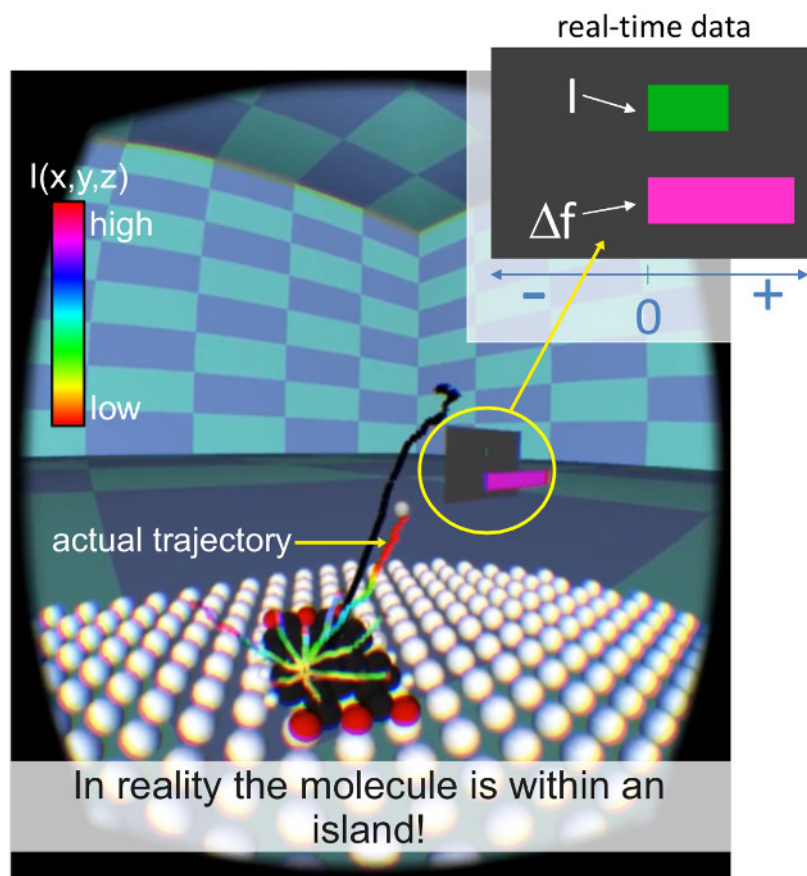 real-time data
I
Δf
- 0 +
I(x,y,z)
high
low
actual trajectory
In reality the molecule is within an
island!